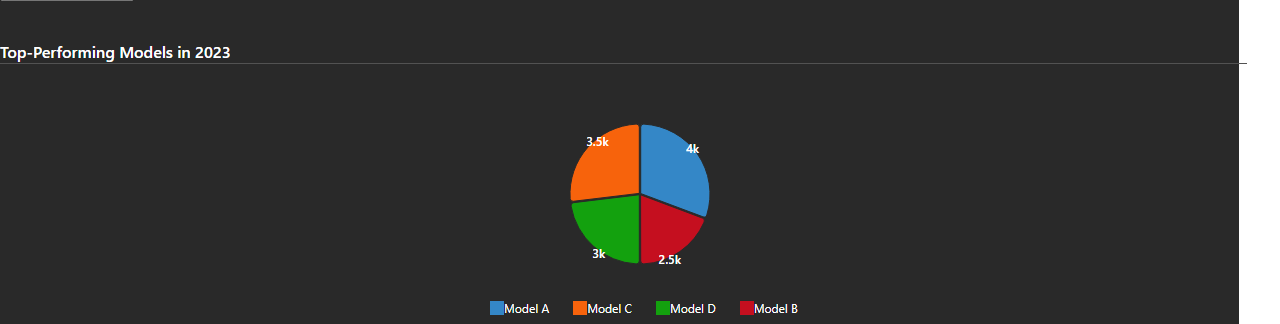 Top-Performing Models in 2023
3.5k
4k
3k
2.5k
Model A
Model C
Model D
Model B